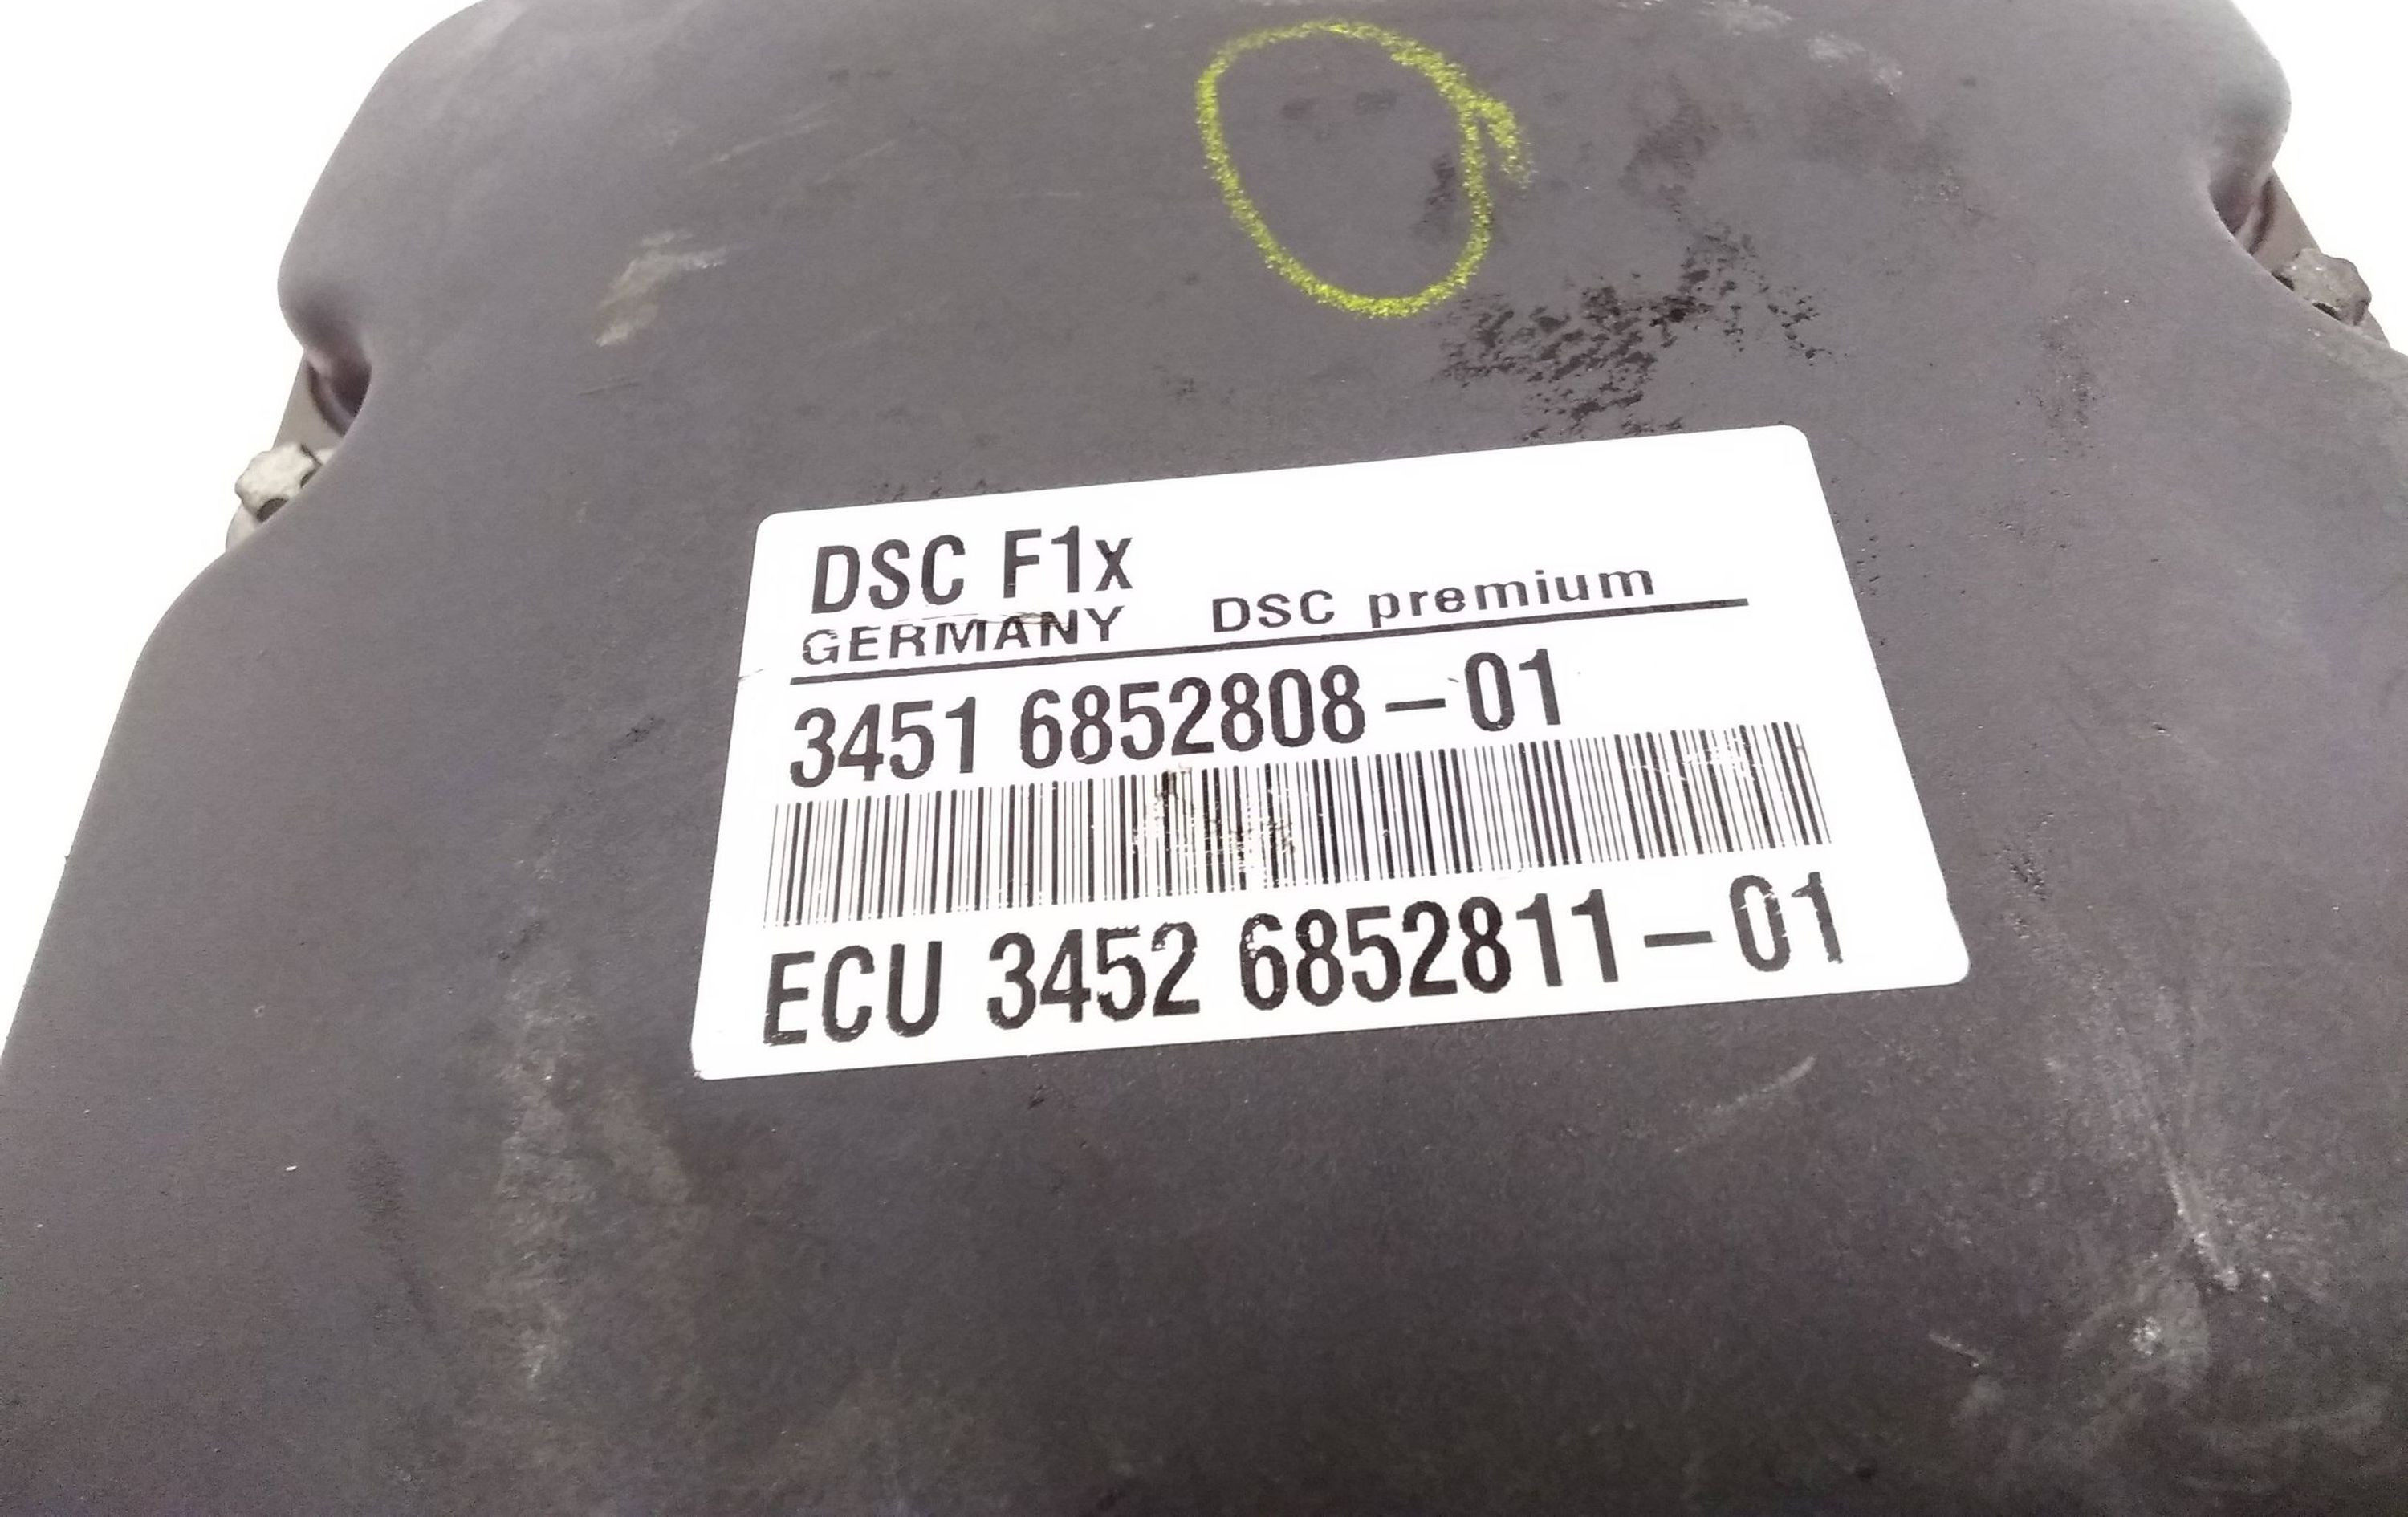 DSC F1x
GERMANY DSC premium
3451 6852808-01
ECU 3452 6852811-01